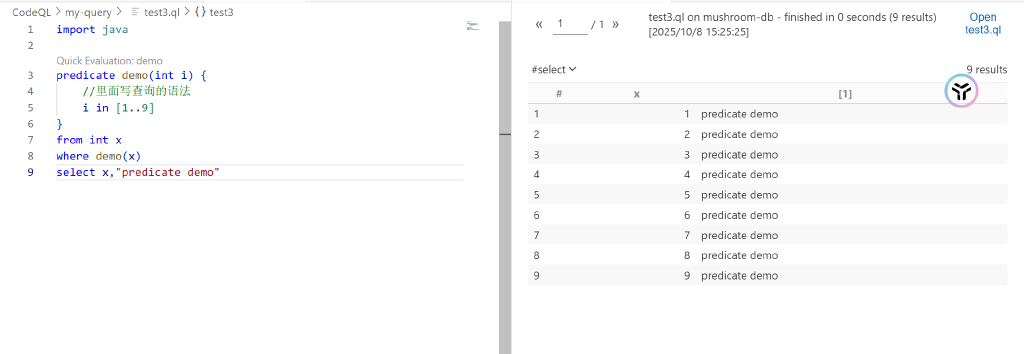 CodeQL > my-query > test3.ql > {} test3
1 import java
2
Quick Evaluation: demo
3 predicate demo(int i) {
4 //里面写查询的语法
5 i in [1..9]
6 }
7 from int x
8 where demo(x)
9 select x,"predicate demo"
« 1 / 1 »
test3.ql on mushroom-db - finished in 0 seconds (9 results)
[2025/10/8 15:25:25]
Open
test3.ql
#select
9 results
# x [1]
1 1 predicate demo
2 2 predicate demo
3 3 predicate demo
4 4 predicate demo
5 5 predicate demo
6 6 predicate demo
7 7 predicate demo
8 8 predicate demo
9 9 predicate demo